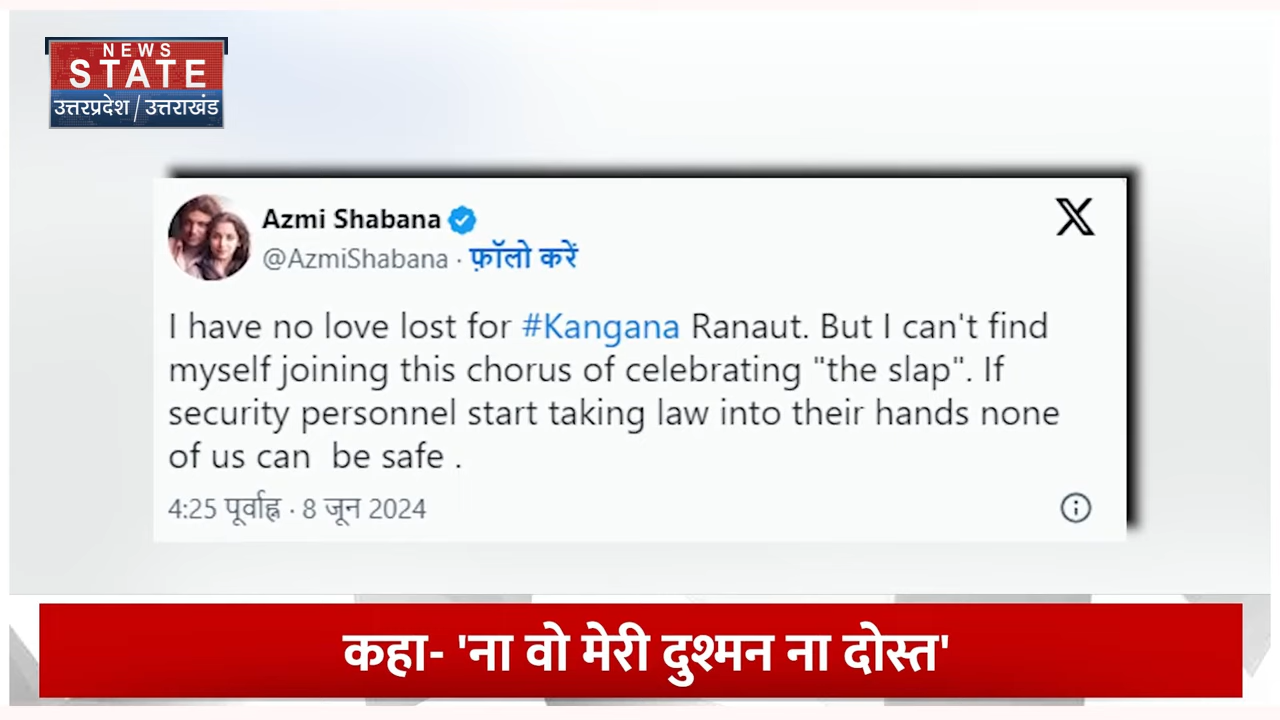 NEWS
STATE
उत्तरप्रदेश / उत्तराखंड
Azmi Shabana
@AzmiShabana · फ़ॉलो करें
I have no love lost for #Kangana Ranaut. But I can't find
myself joining this chorus of celebrating "the slap". If
security personnel start taking law into their hands none
of us can  be safe .
4:25 पूर्वाह्न · 8 जून 2024
कहा- 'ना वो मेरी दुश्मन ना दोस्त'